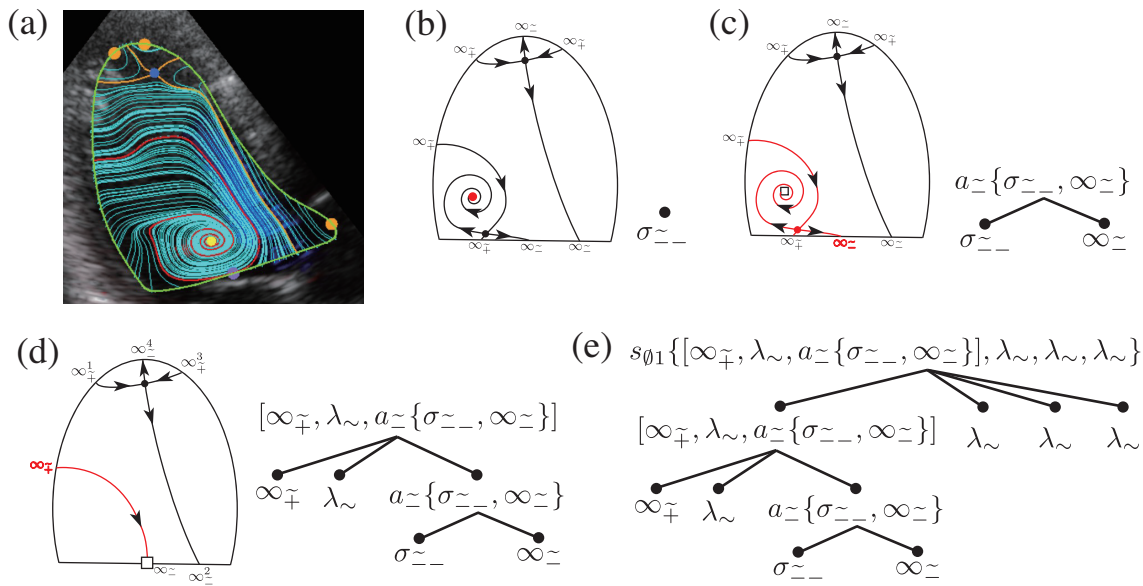 (a)
(b)
∞≃
∞⨤ ∞⨤
∞⨤
∞⨤ ∞≃ ∞≃
σ≃−
(c)
∞≃
∞⨤ ∞⨤
∞⨤
∞⨤ ∞≃ ∞≃
a≃{σ≃−, ∞≃}
σ≃− ∞≃
(d)
∞≃⁴
∞⨤¹ ∞⨤³
∞⨤
∞≃ ∞≃²
[∞⨤, λ∼, a≃{σ≃−, ∞≃}]
∞⨤ λ∼ a≃{σ≃−, ∞≃}
σ≃− ∞≃
(e)
s∅1{[∞⨤, λ∼, a≃{σ≃−, ∞≃}], λ∼, λ∼, λ∼}
[∞⨤, λ∼, a≃{σ≃−, ∞≃}] λ∼ λ∼ λ∼
∞⨤ λ∼ a≃{σ≃−, ∞≃}
σ≃− ∞≃